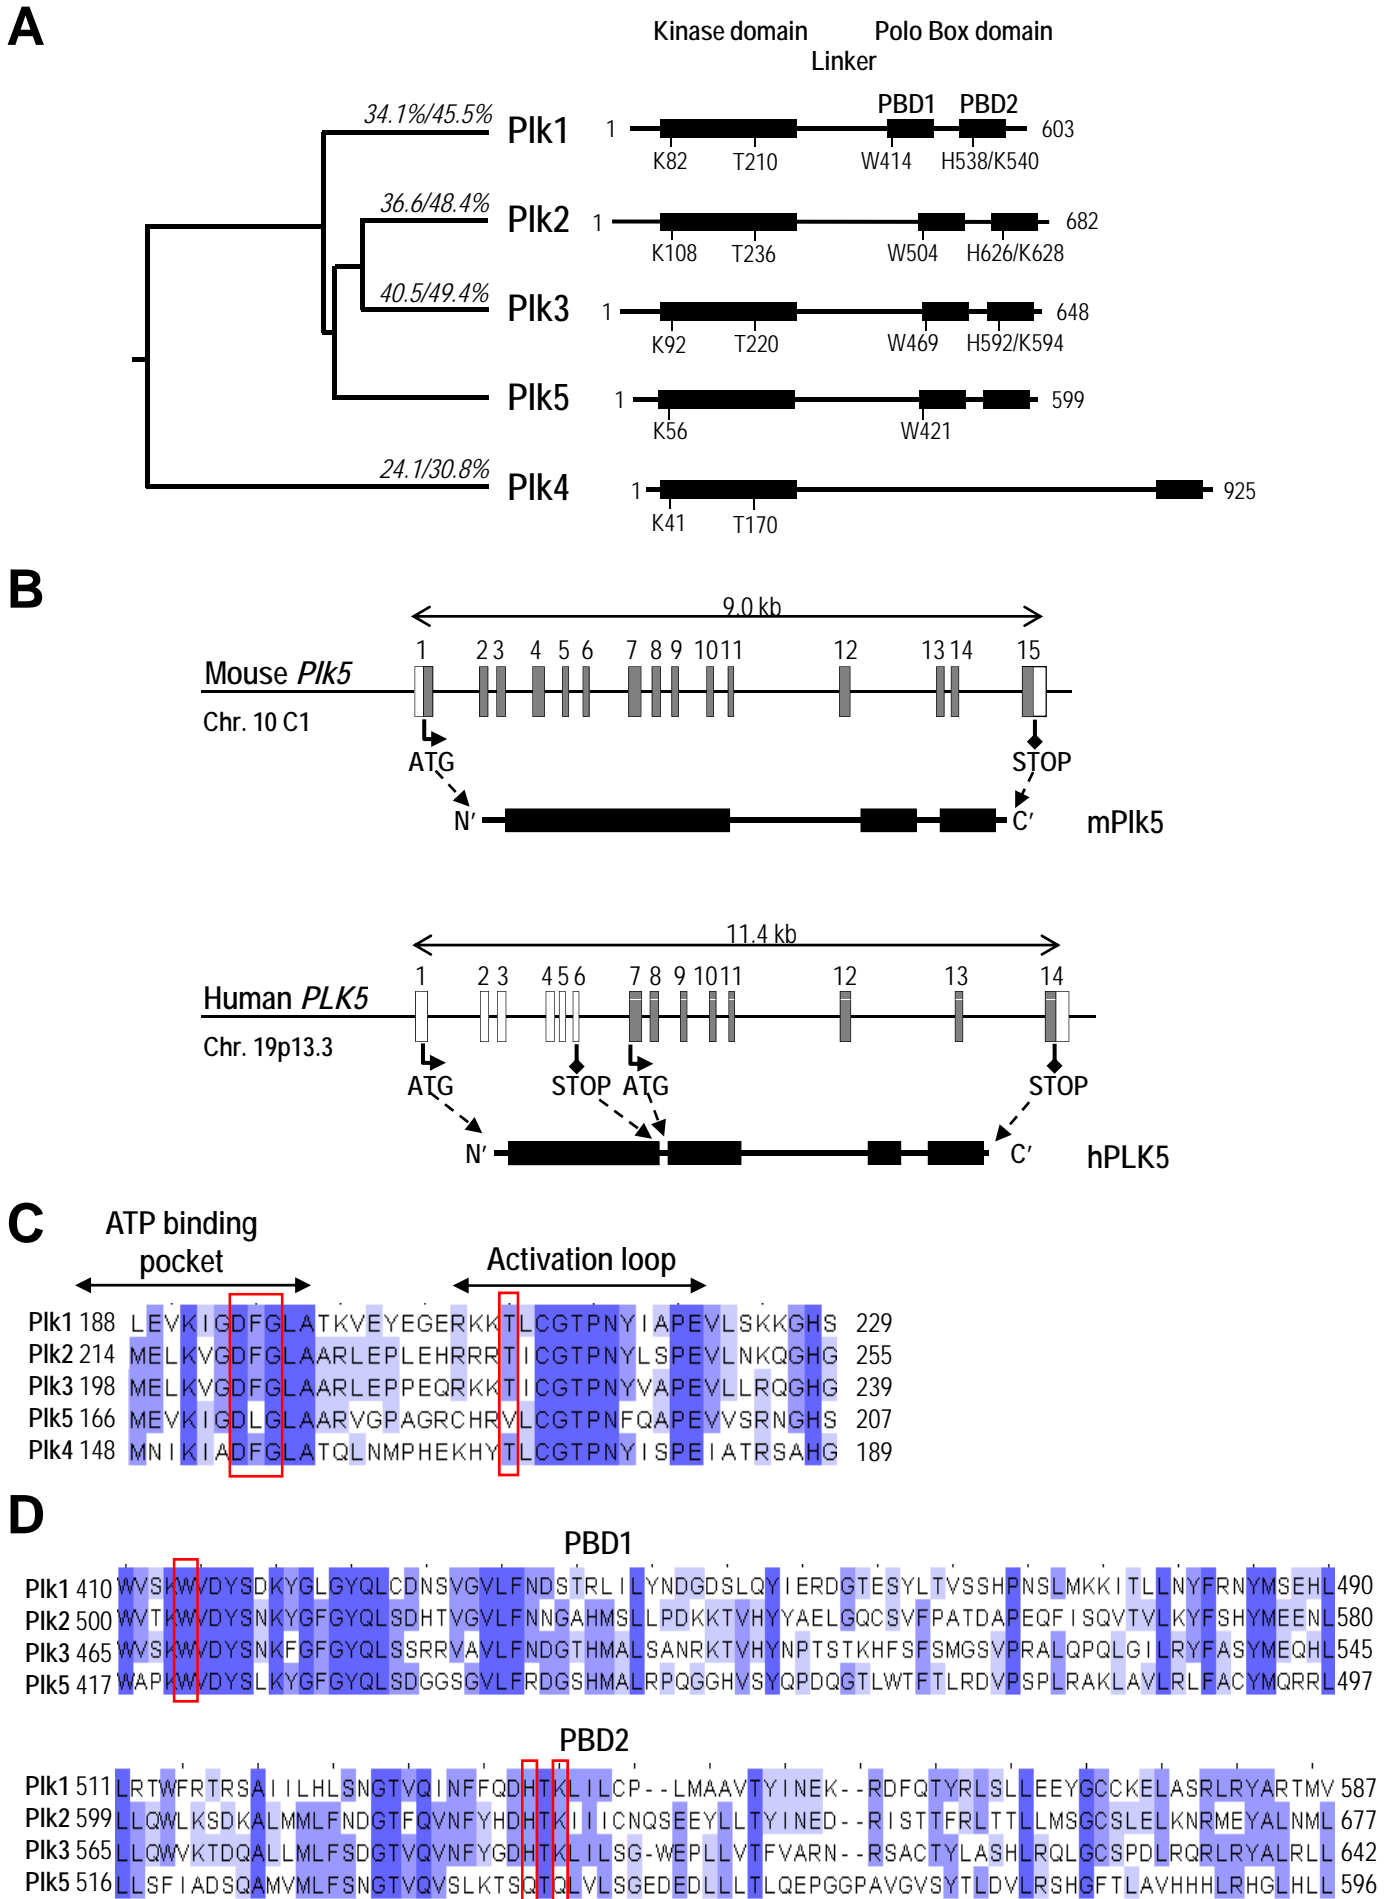 A
Kinase domain Polo Box domain
Linker
PBD1 PBD2
34.1%/45.5% Plk1 1 603
K82 T210 W414 H538/K540
36.6/48.4% Plk2 1 682
K108 T236 W504 H626/K628
40.5/49.4% Plk3 1 648
K92 T220 W469 H592/K594
Plk5 1 599
K56 W421
24.1/30.8% Plk4 1 925
K41 T170
B
9.0 kb
1 2 3 4 5 6 7 8 9 10 11 12 13 14 15
Mouse Plk5
Chr. 10 C1
ATG STOP
N' C' mPlk5
11.4 kb
1 2 3 4 5 6 7 8 9 10 11 12 13 14
Human PLK5
Chr. 19p13.3
ATG STOP ATG STOP
N' C' hPLK5
C
ATP binding
pocket
Activation loop
Plk1 188 LEVKIGDFGLATKVEYEGERKKTLCGTPNYIAPEVLSKKGHS 229
Plk2 214 MELKVGDFGLAARLEPLEHRRRTICGTPNYLSPEVLNKQGHG 255
Plk3 198 MELKVGDFGLAARLEPPEQRKKTICGTPNYVAPEVLLRQGHG 239
Plk5 166 MEVKIGDLGLAARVGPAGRCHRVLCGTPNFQAPEVVSRNGHS 207
Plk4 148 MNIKIADFGLATQLNMPHEKHYTLCGTPNYISPEIATRSAHG 189
D
PBD1
Plk1 410 WVSKWVDYSDKYGLGYQLCDNSVGVLFNDSTRLILYNDGDSLQYIERDGTESYLTVSSHPNSLMKKITLLNYFRNYMSEHL 490
Plk2 500 WVTKWVDYSNKYGFGYQLSDHTVGVLFNNGAHMSLLPDKKTVHYYAELGQCSVFPATDAPEQFISQVTVLKYFSHYMEENL 580
Plk3 465 WVSKWVDYSNKFGFGYQLSSRRVAVLFNDGTHMALSANRKTVHYNPTSTKHFSFSMGSVPRALQPQLGILRYFASYMEQHL 545
Plk5 417 WAPKWVDYSLKYGFGYQLSDGGSGVLFRDGSHMALRPQGGHVSYQPDQGTLWTFTLRDVPSPLRAKLAVLRLFACYMQRRL 497
PBD2
Plk1 511 LRTWFRTRSAIILHLSNGTVQINFFQDHTKLILCP--LMAAVTYINEK--RDFQTYRLSLLEEYGCCKELASRLRYARTMV 587
Plk2 599 LLQWLKSDKALMMLFNDGTFQVNFYHDHTKIIICNQSEEYLLTYINED--RISTTFRLTTLLMSGCSLELKNRMEYALNML 677
Plk3 565 LLQWVKTDQALLMLFSDGTVQVNFYGDHTKLILSG-WEPLLVTFVARN--RSACTYLASHLRQLGCSPDLRQRLRYALRLL 642
Plk5 516 LLSFIADSQAMVMLFSNGTVQVSLKTSQTQLVLSGEDEDLLLTLQEPGGPAVGVSYTLDVLRSHGFTLAVHHHLRHGLHLL 596